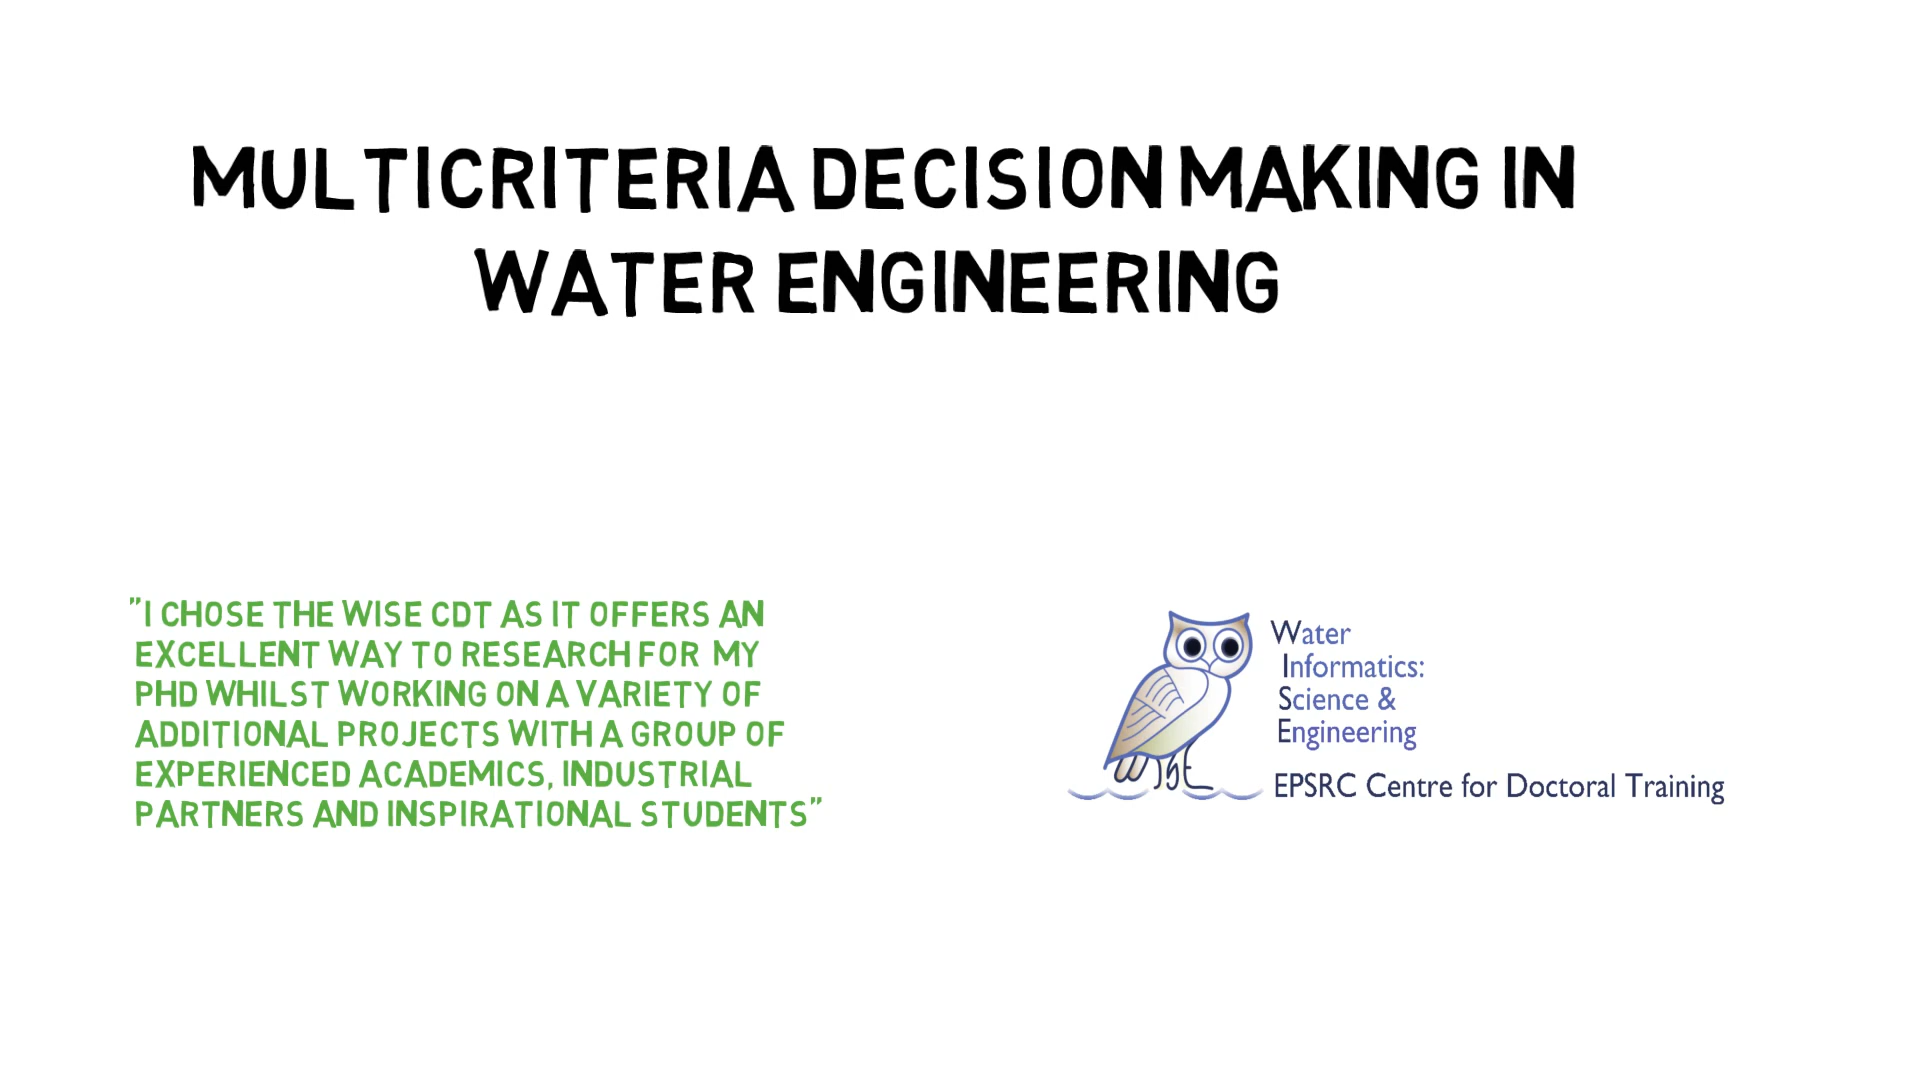 MULTICRITERIA DECISION MAKING IN
WATER ENGINEERING
"I CHOSE THE WISE CDT AS IT OFFERS AN
EXCELLENT WAY TO RESEARCH FOR MY
PHD WHILST WORKING ON A VARIETY OF
ADDITIONAL PROJECTS WITH A GROUP OF
EXPERIENCED ACADEMICS, INDUSTRIAL
PARTNERS AND INSPIRATIONAL STUDENTS"
Water
Informatics:
Science &
Engineering
EPSRC Centre for Doctoral Training